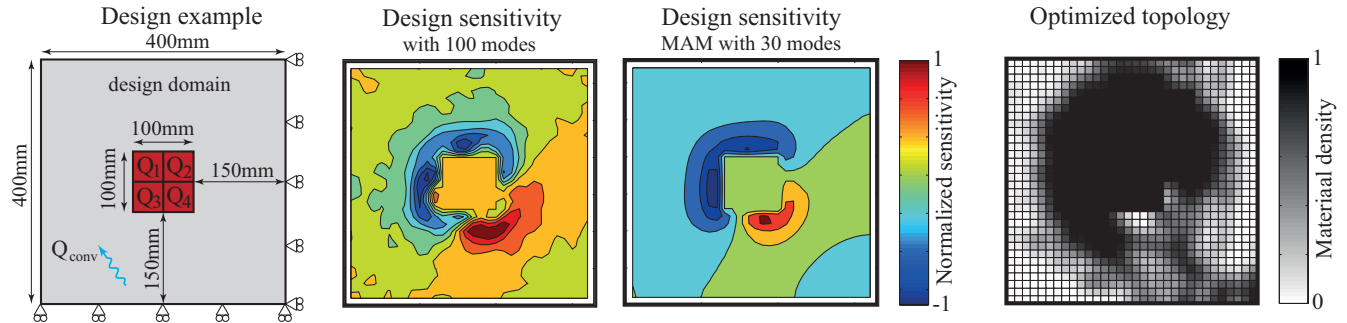 Design example
400mm
400mm
design domain
100mm
100mm
Q1 Q2
Q3 Q4
150mm
150mm
Qconv
Design sensitivity
with 100 modes
Design sensitivity
MAM with 30 modes
1
Normalized sensitivity
-1
Optimized topology
1
Materiaal density
0